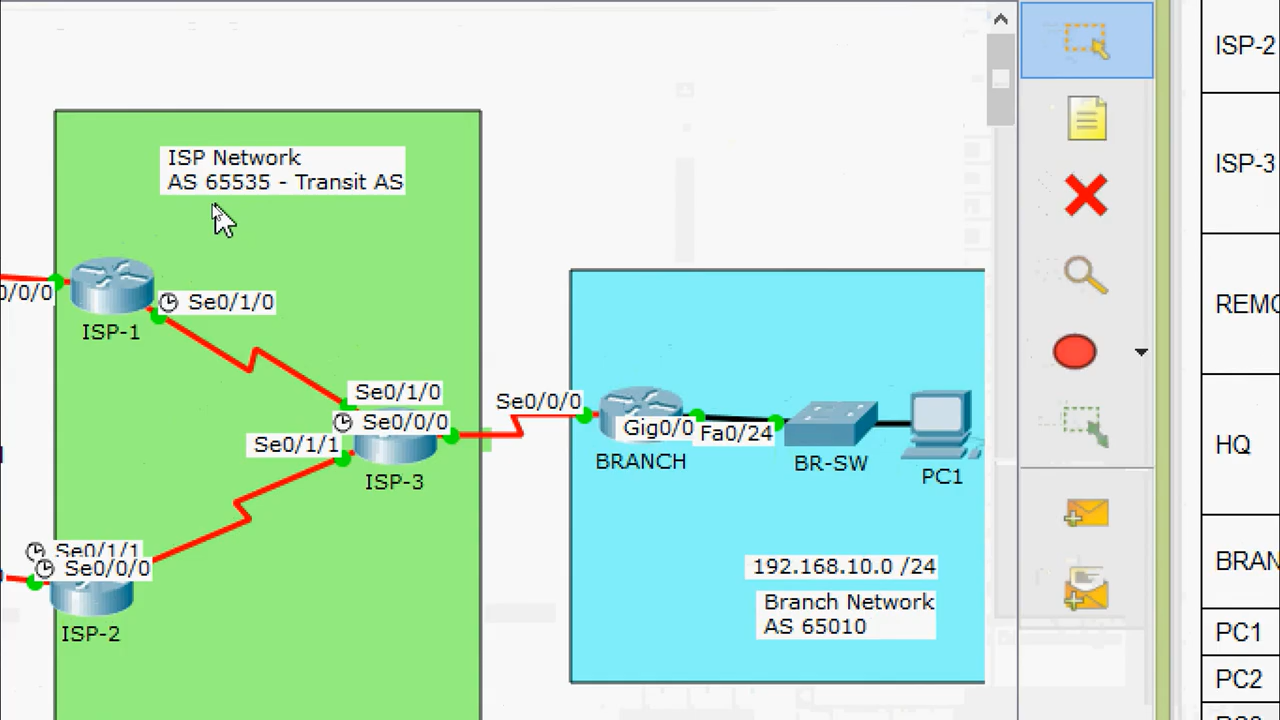 ISP-2
ISP Network
AS 65535 - Transit AS
ISP-3
0/0/0
Se0/1/0
ISP-1
REMO
Se0/1/0
Se0/0/0
Se0/0/0
Se0/1/1
Gig0/0
Fa0/24
HQ
BRANCH
BR-SW
PC1
ISP-3
Se0/1/1
Se0/0/0
192.168.10.0 /24
BRAN
Branch Network
AS 65010
ISP-2
PC1
PC2